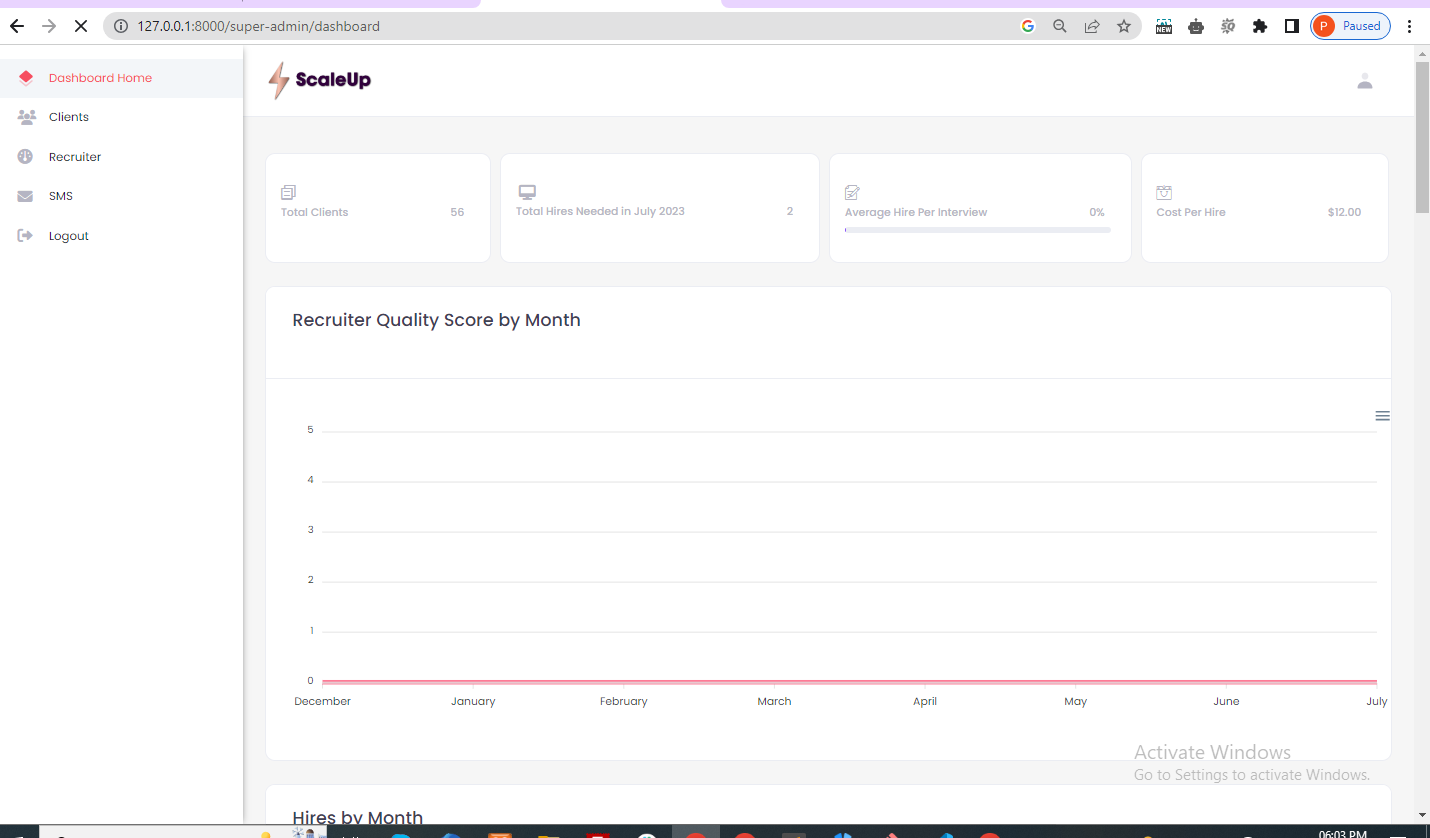 127.0.0.1:8000/super-admin/dashboard
G
NEW
P Paused
Dashboard Home
Clients
Recruiter
SMS
Logout
ScaleUp
Total Clients 56
Total Hires Needed in July 2023 2
Average Hire Per Interview 0%
Cost Per Hire $12.00
Recruiter Quality Score by Month
5
4
3
2
1
0
December January February March April May June July
Activate Windows
Go to Settings to activate Windows.
Hires by Month
06:03 PM